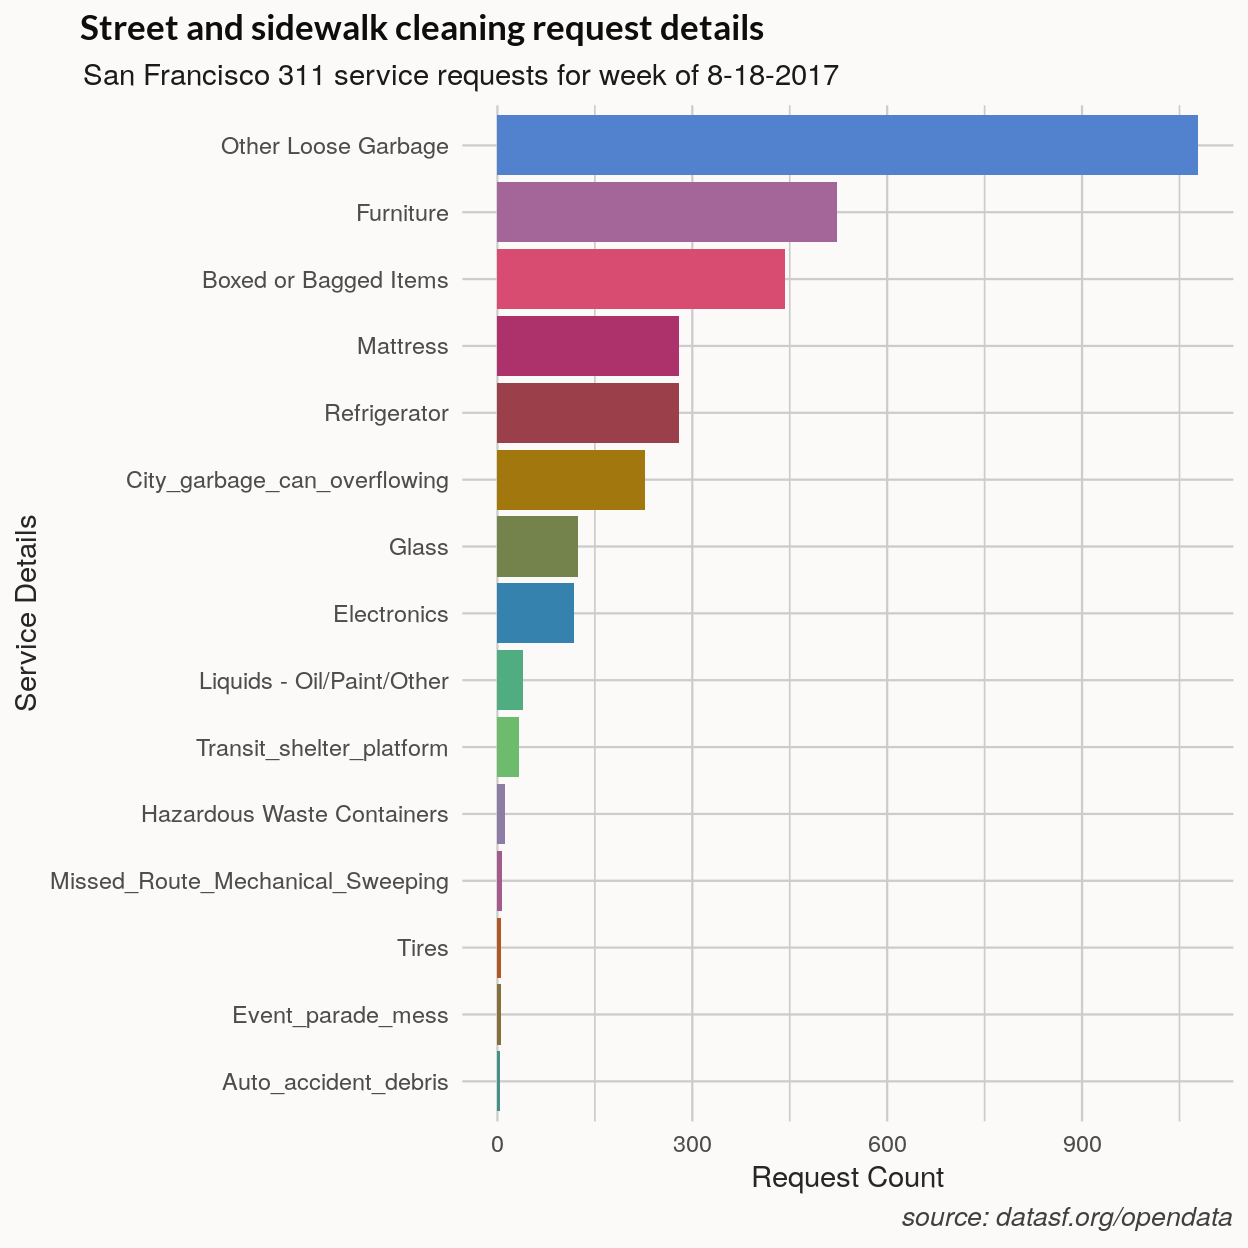 Street and sidewalk cleaning request details
San Francisco 311 service requests for week of 8-18-2017
Other Loose Garbage
Furniture
Boxed or Bagged Items
Mattress
Refrigerator
City_garbage_can_overflowing
Glass
Electronics
Liquids - Oil/Paint/Other
Transit_shelter_platform
Hazardous Waste Containers
Missed_Route_Mechanical_Sweeping
Tires
Event_parade_mess
Auto_accident_debris
Service Details
0 300 600 900
Request Count
source: datasf.org/opendata